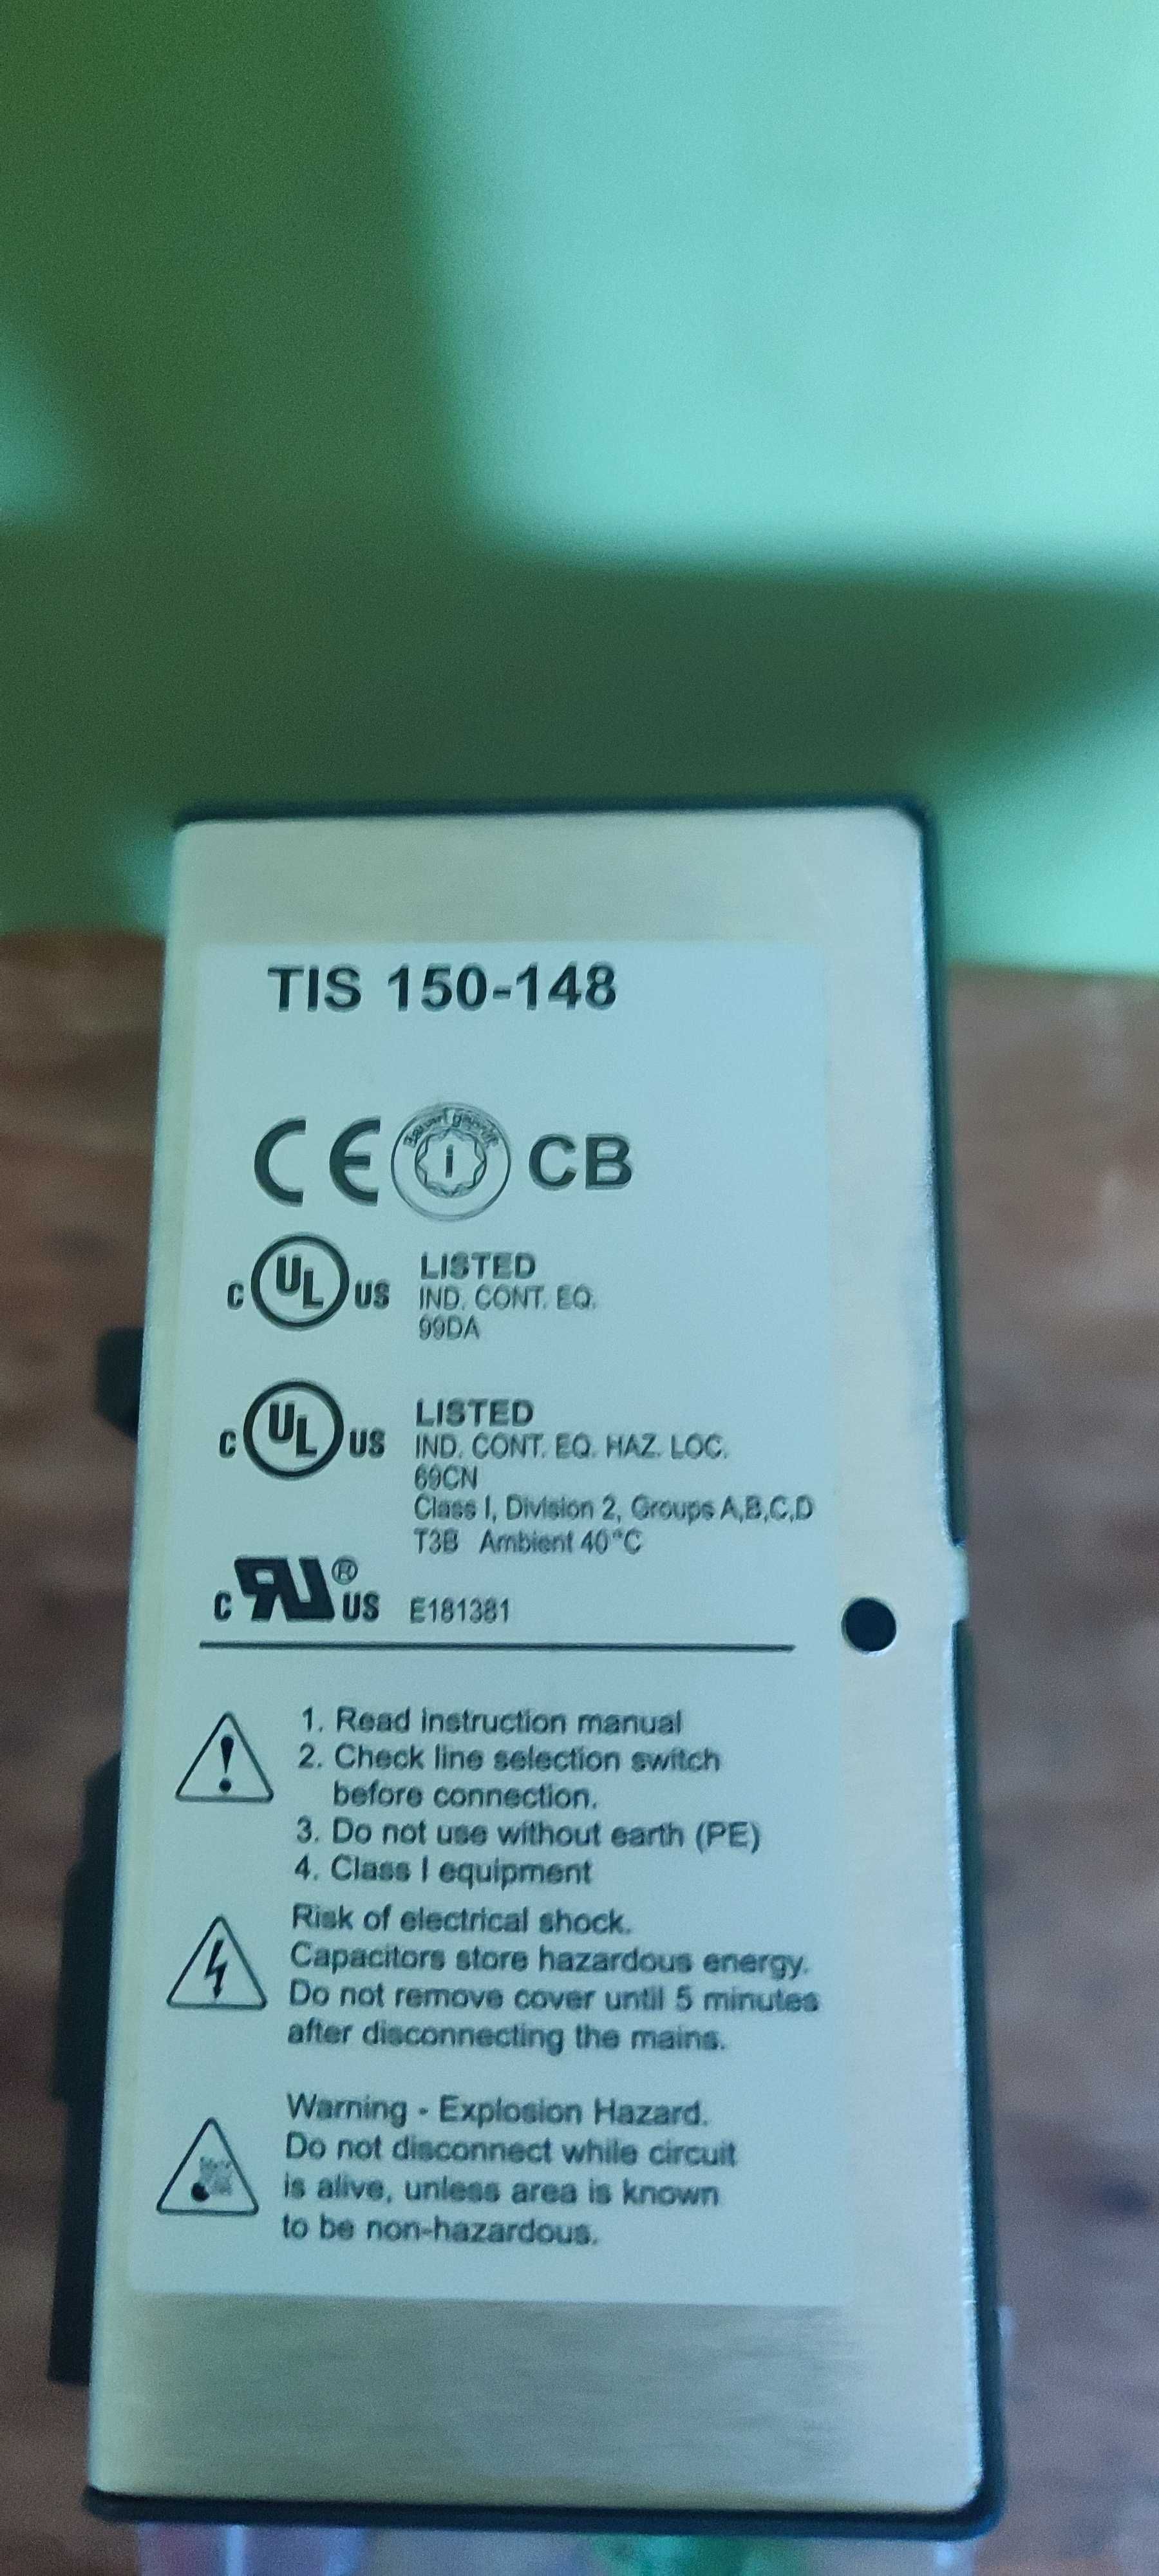 TIS 150-148
CE Bauart geprüft i CB
C UL US LISTED
IND. CONT. EQ.
99DA
C UL US LISTED
IND. CONT. EQ. HAZ. LOC.
69CN
Class I, Division 2, Groups A,B,C,D
T3B Ambient 40°C
C RU® US E181381
! 1. Read instruction manual
2. Check line selection switch
before connection.
3. Do not use without earth (PE)
4. Class I equipment
Risk of electrical shock.
Capacitors store hazardous energy.
Do not remove cover until 5 minutes
after disconnecting the mains.
Warning - Explosion Hazard.
Do not disconnect while circuit
is alive, unless area is known
to be non-hazardous.